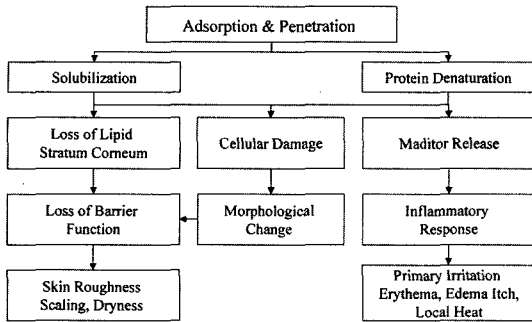 Adsorption & Penetration
Solubilization
Protein Denaturation
Loss of Lipid
Stratum Corneum
Cellular Damage
Maditor Release
Loss of Barrier
Function
Morphological
Change
Inflammatory
Response
Skin Roughness
Scaling, Dryness
Primary Irritation
Erythema, Edema Itch,
Local Heat